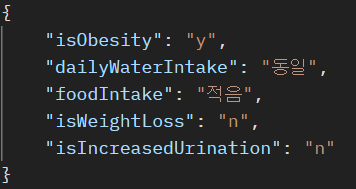 {
"isObesity": "y",
"dailyWaterIntake": "동일",
"foodIntake": "적음",
"isWeightLoss": "n",
"isIncreasedUrination": "n"
}